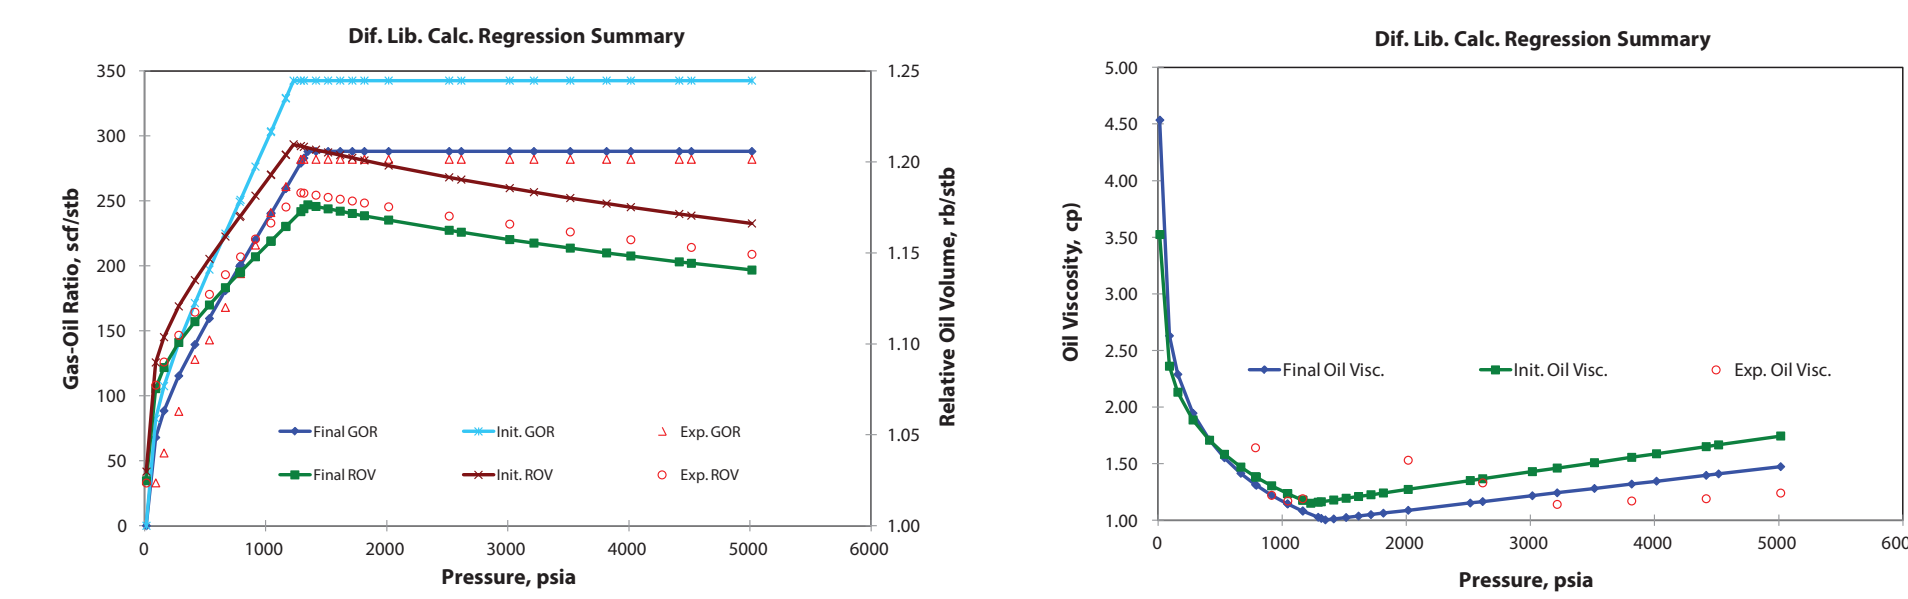 Dif. Lib. Calc. Regression Summary
350
300
250
200
150
100
50
0
Gas-Oil Ratio, scf/stb
1.25
1.20
1.15
1.10
1.05
1.00
Relative Oil Volume, rb/stb
Final GOR Init. GOR Exp. GOR
Final ROV Init. ROV Exp. ROV
0 1000 2000 3000 4000 5000 6000
Pressure, psia
Dif. Lib. Calc. Regression Summary
5.00
4.50
4.00
3.50
3.00
2.50
2.00
1.50
1.00
Oil Viscosity, cp)
Final Oil Visc. Init. Oil Visc. Exp. Oil Visc.
0 1000 2000 3000 4000 5000 600
Pressure, psia